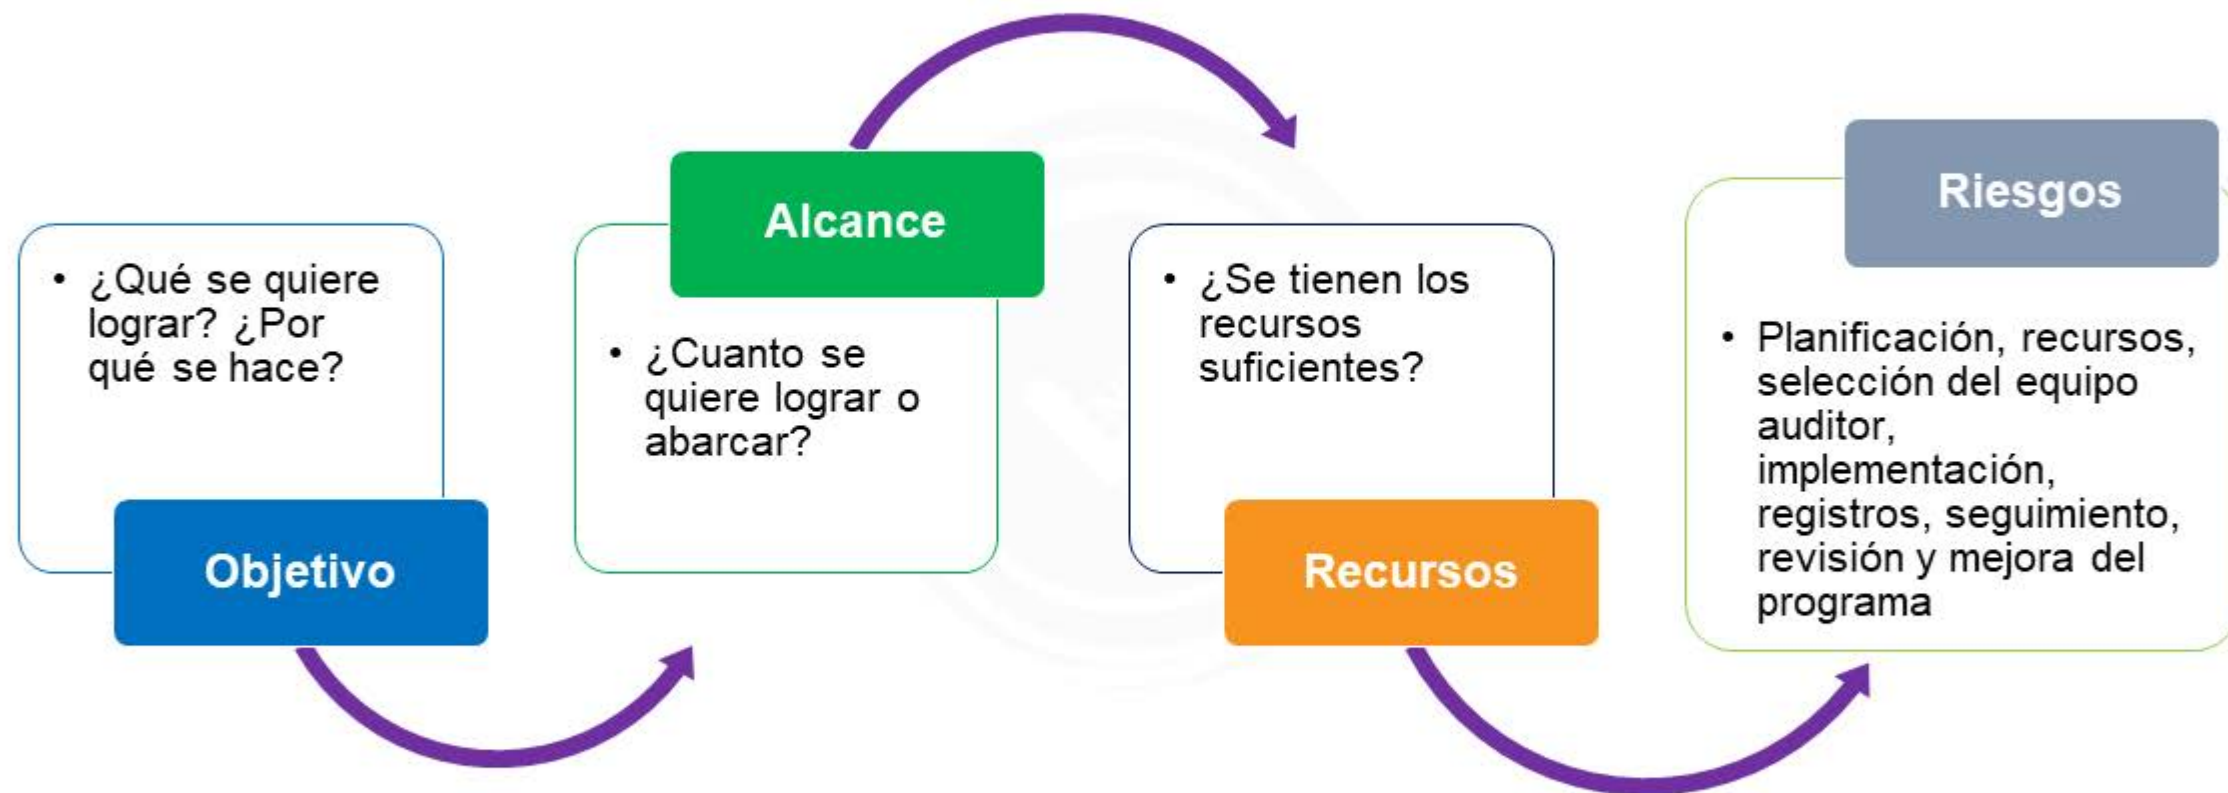 • ¿Qué se quiere
lograr? ¿Por
qué se hace?
Objetivo
Alcance
• ¿Cuanto se
quiere lograr o
abarcar?
• ¿Se tienen los
recursos
suficientes?
Recursos
Riesgos
• Planificación, recursos,
selección del equipo
auditor,
implementación,
registros, seguimiento,
revisión y mejora del
programa